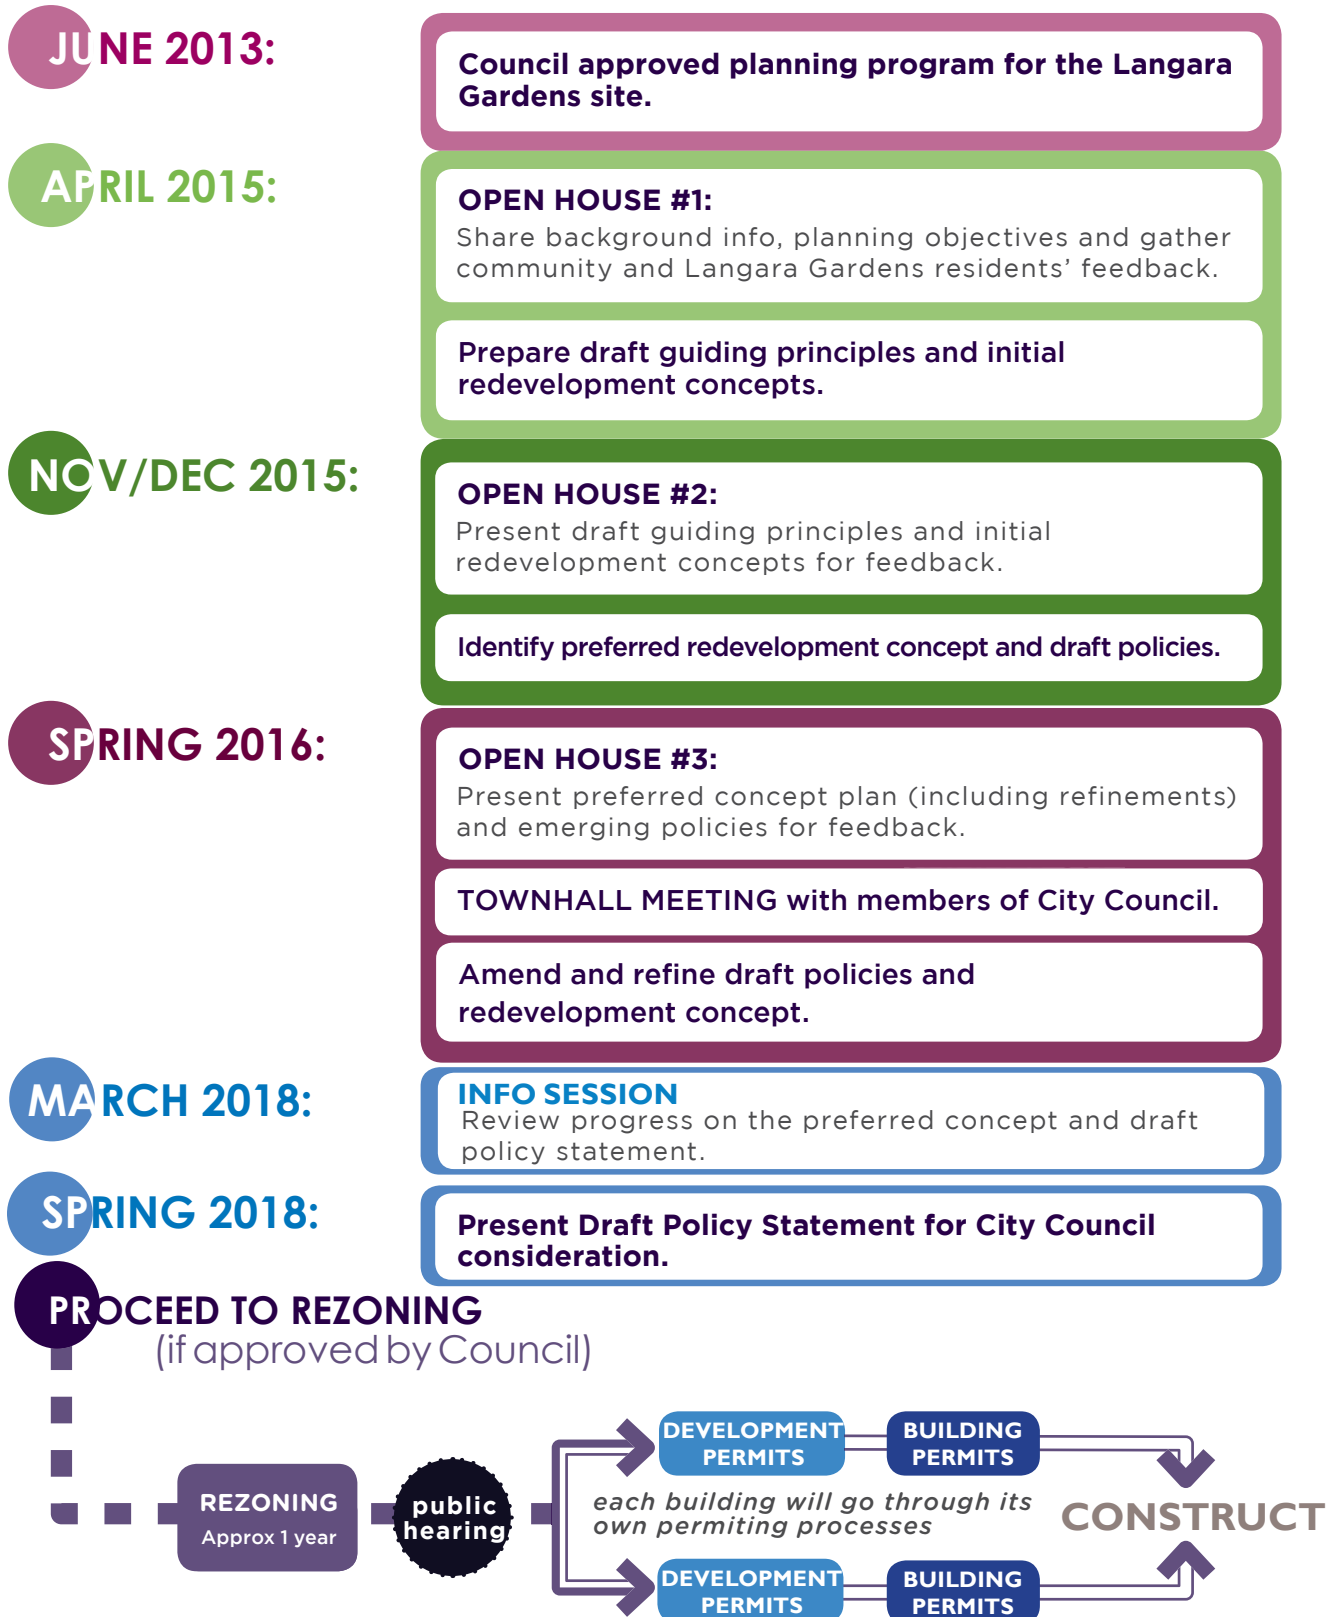 JUNE 2013:
Council approved planning program for the Langara
Gardens site.
APRIL 2015:
OPEN HOUSE #1:
Share background info, planning objectives and gather
community and Langara Gardens residents’ feedback.
Prepare draft guiding principles and initial
redevelopment concepts.
NOV/DEC 2015:
OPEN HOUSE #2:
Present draft guiding principles and initial
redevelopment concepts for feedback.
Identify preferred redevelopment concept and draft policies.
SPRING 2016:
OPEN HOUSE #3:
Present preferred concept plan (including refinements)
and emerging policies for feedback.
TOWNHALL MEETING with members of City Council.
Amend and refine draft policies and
redevelopment concept.
MARCH 2018:
INFO SESSION
Review progress on the preferred concept and draft
policy statement.
SPRING 2018:
Present Draft Policy Statement for City Council
consideration.
PROCEED TO REZONING
(if approved by Council)
REZONING
Approx 1 year
public
hearing
DEVELOPMENT
PERMITS
BUILDING
PERMITS
each building will go through its
own permiting processes
CONSTRUCT
DEVELOPMENT
PERMITS
BUILDING
PERMITS